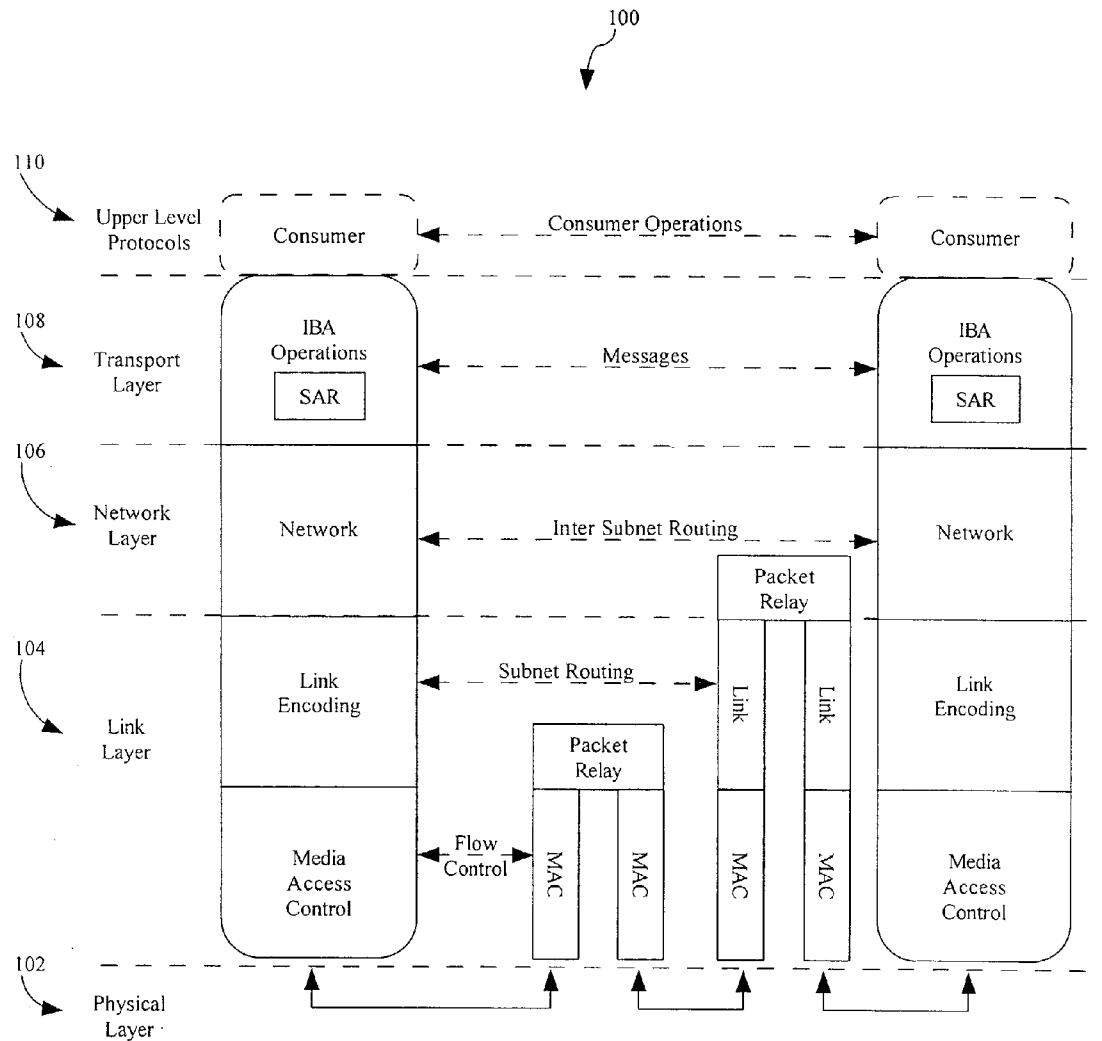 100
110
Upper Level
Protocols
Consumer
Consumer Operations
Consumer
108
Transport
Layer
IBA
Operations
SAR
Messages
IBA
Operations
SAR
106
Network
Layer
Network
Inter Subnet Routing
Network
Packet
Relay
104
Link
Layer
Link
Encoding
Subnet Routing
Link
Link
Link
Encoding
Packet
Relay
Media
Access
Control
Flow
Control
MAC
MAC
MAC
MAC
Media
Access
Control
102
Physical
Layer